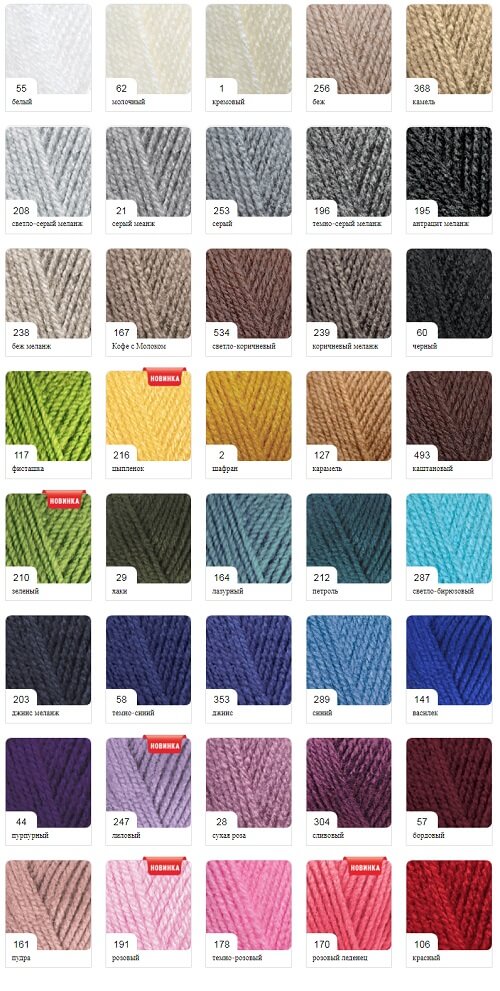 55
белый
62
молочный
1
кремовый
256
беж
368
камель
208
светло-серый меланж
21
серый меанж
253
серый
196
темно-серый меланж
195
антрацит меланж
238
беж меланж
167
Кофе с Молоком
534
светло-коричневый
239
коричневый меланж
60
черный
117
фисташка
НОВИНКА
216
цыпленок
2
шафран
127
карамель
493
каштановый
НОВИНКА
210
зеленый
29
хаки
164
лазурный
212
петроль
287
светло-бирюзовый
203
джинс меланж
58
темно-синий
353
джинс
289
синий
141
василек
44
пурпурный
НОВИНКА
247
лиловый
28
сухая роза
304
сливовый
57
бордовый
161
пудра
НОВИНКА
191
розовый
178
темно-розовый
НОВИНКА
170
розовый леденец
106
красный